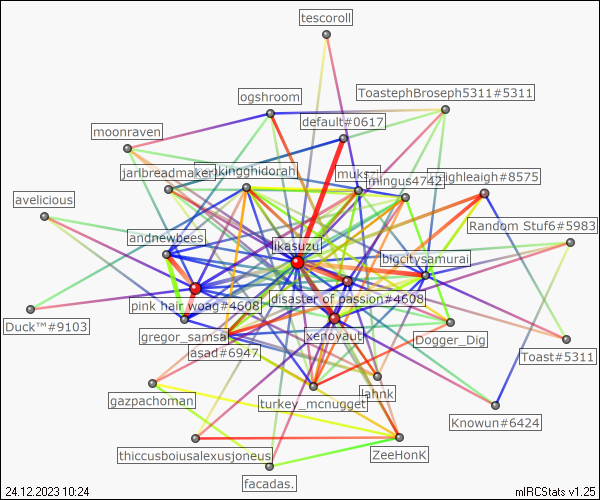 tescoroll
ToastephBroseph5311#5311
ogshroom
default#0617
moonraven
jarlbreadmaker
kingghidorah
mukszi
mingus4742
leighleigh#8575
avelicious
Random Stuf6#5983
andnewbees
ikasuzu
bigcitysamurai
pink hair woag#4608
disaster of passion#4608
Duck™#9103
gregor_samsa
xenoyaut
Dogger_Dig
asad#6947
Toast#5311
gazpachoman
turkey_mcnugget
lahnk
Knowun#6424
thiccusboiusalexusjoneus
ZeeHonK
facadas.
24.12.2023 10:24
mIRCStats v1.25